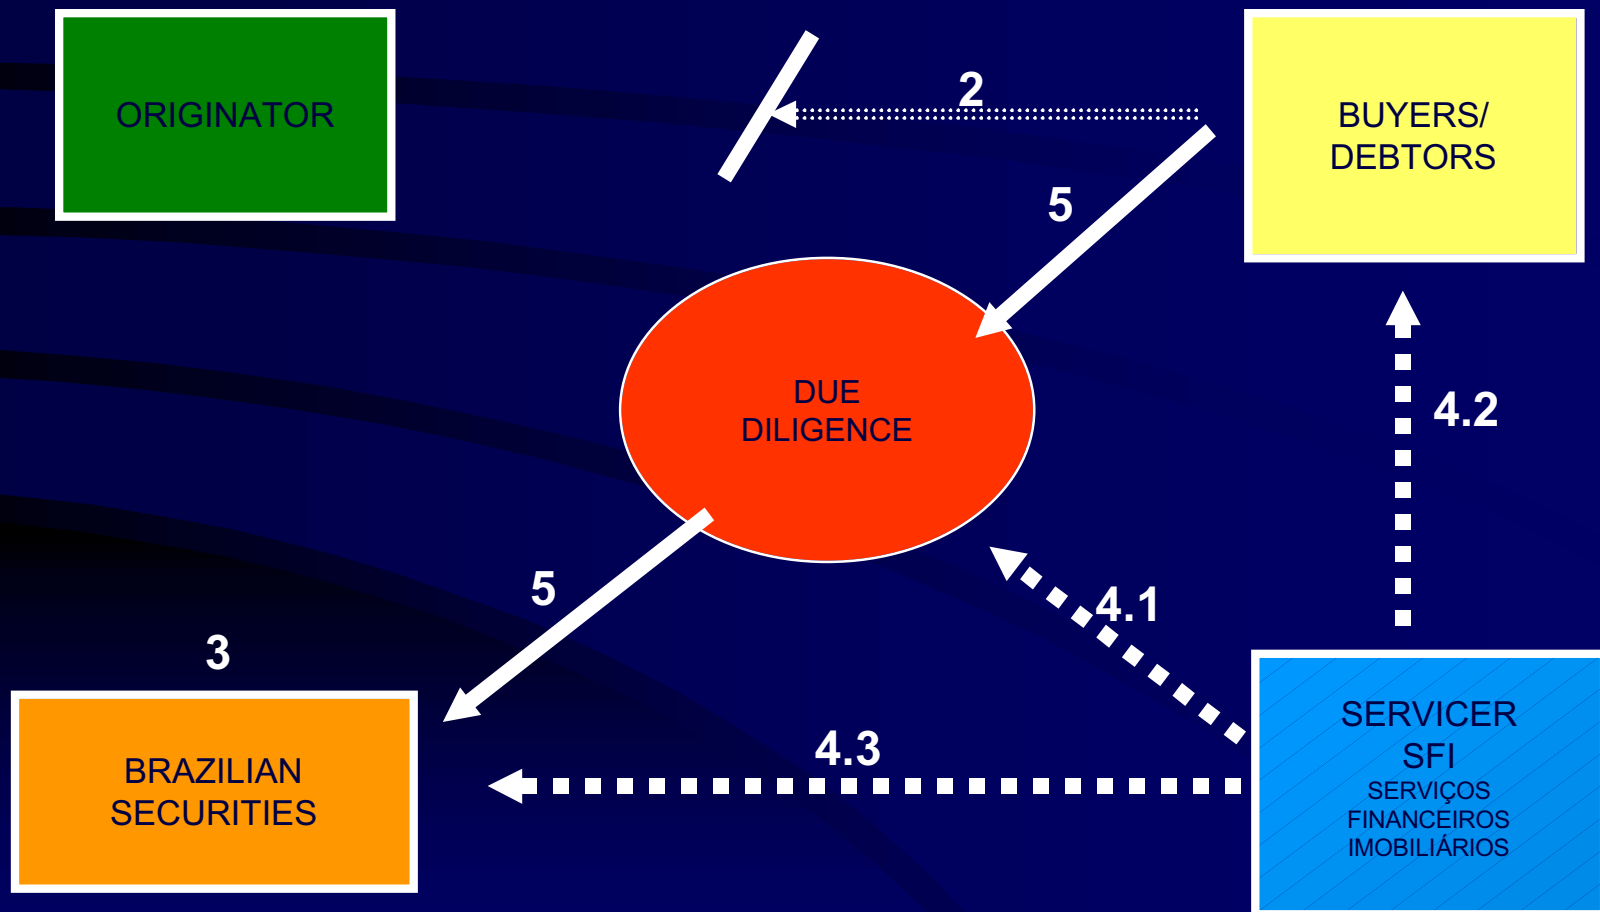 ORIGINATOR
2
BUYERS/
DEBTORS
5
DUE
DILIGENCE
4.2
5
4.1
3
BRAZILIAN
SECURITIES
4.3
SERVICER
SFI
SERVIÇOS
FINANCEIROS
IMOBILIÁRIOS